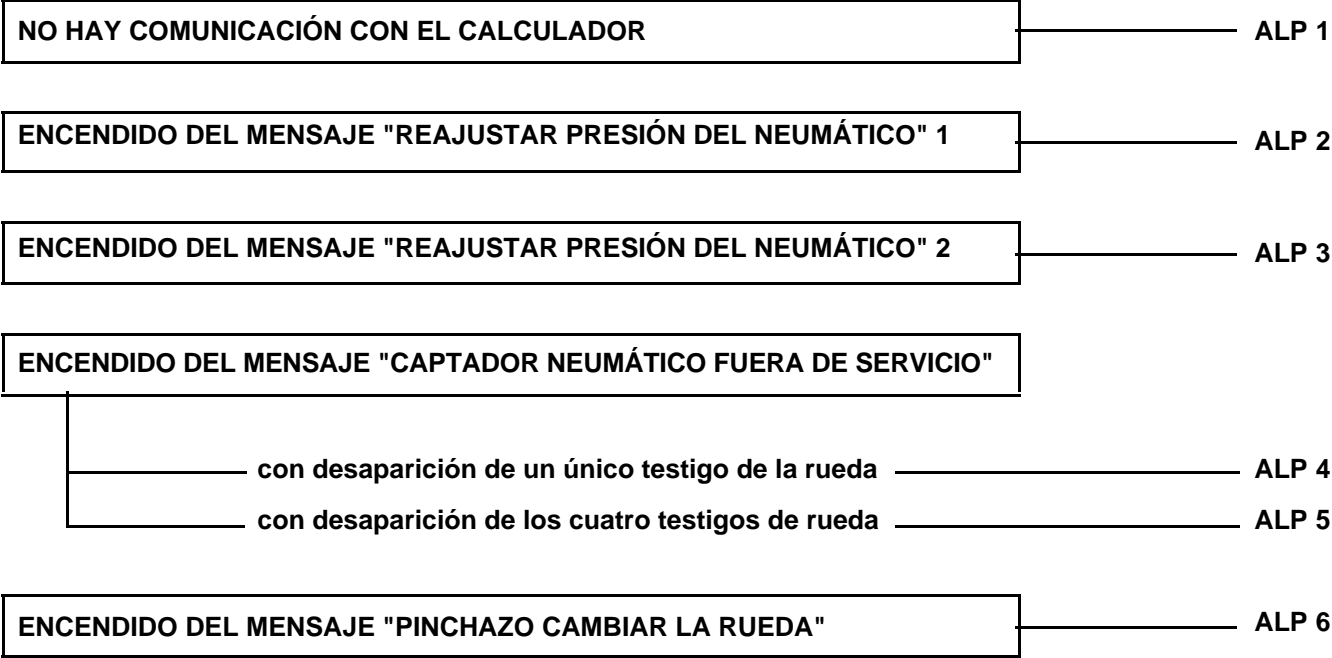 NO HAY COMUNICACIÓN CON EL CALCULADOR ALP 1
ENCENDIDO DEL MENSAJE "REAJUSTAR PRESIÓN DEL NEUMÁTICO" 1 ALP 2
ENCENDIDO DEL MENSAJE "REAJUSTAR PRESIÓN DEL NEUMÁTICO" 2 ALP 3
ENCENDIDO DEL MENSAJE "CAPTADOR NEUMÁTICO FUERA DE SERVICIO"
con desaparición de un único testigo de la rueda ALP 4
con desaparición de los cuatro testigos de rueda ALP 5
ENCENDIDO DEL MENSAJE "PINCHAZO CAMBIAR LA RUEDA" ALP 6